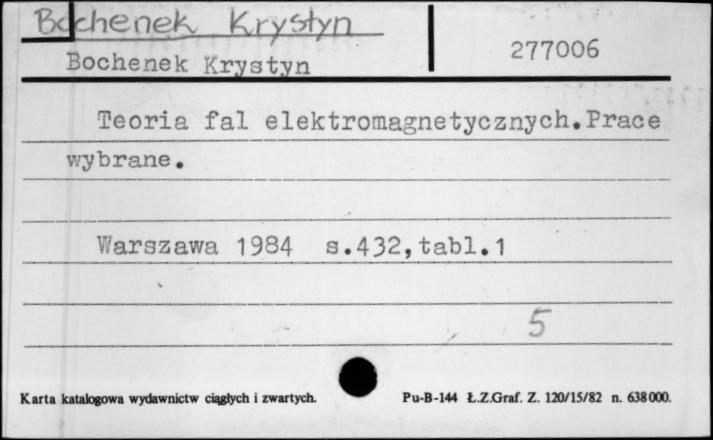 Bochenek Krystyn
Bochenek Krystyn
277006
Teoria fal elektromagnetycznych.Prace
wybrane.
Warszawa 1984 s.432,tabl.1
5
Karta katalogowa wydawnictw ciągłych i zwartych.
Pu-B-144 Ł.Z.Graf. Z. 120/15/82 n. 638000.